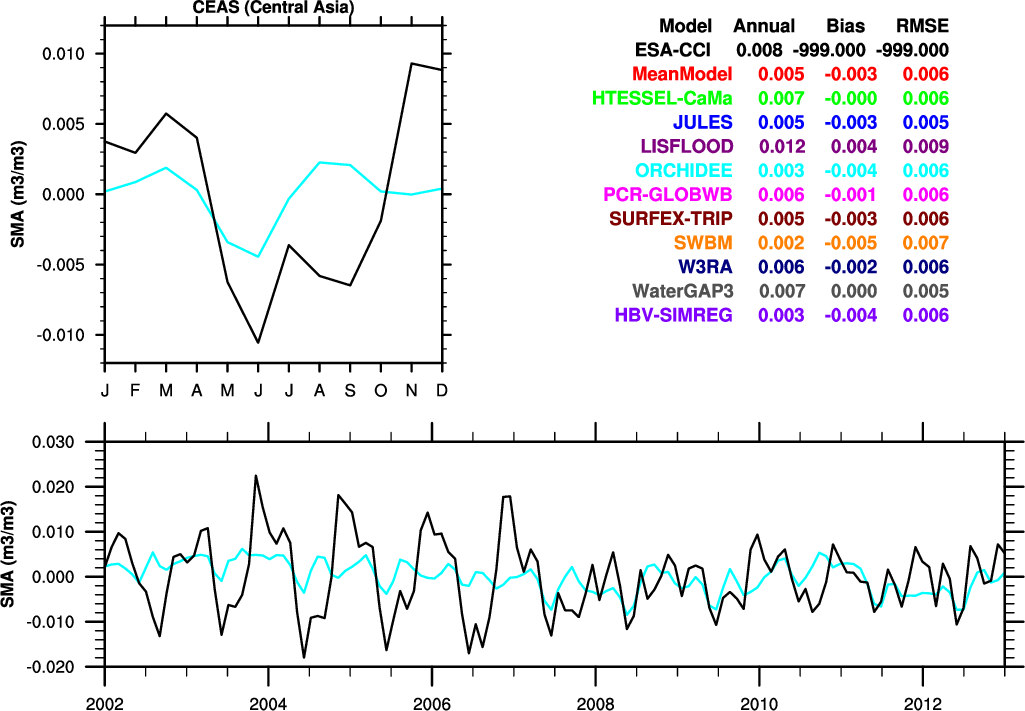 CEAS (Central Asia)
0.010
0.005
0.000
-0.005
-0.010
SMA (m3/m3)
J F M A M J J A S O N D
Model Annual Bias RMSE
ESA-CCI 0.008 -999.000 -999.000
MeanModel 0.005 -0.003 0.006
HTESSEL-CaMa 0.007 -0.000 0.006
JULES 0.005 -0.003 0.005
LISFLOOD 0.012 0.004 0.009
ORCHIDEE 0.003 -0.004 0.006
PCR-GLOBWB 0.006 -0.001 0.006
SURFEX-TRIP 0.005 -0.003 0.006
SWBM 0.002 -0.005 0.007
W3RA 0.006 -0.002 0.006
WaterGAP3 0.007 0.000 0.005
HBV-SIMREG 0.003 -0.004 0.006
0.030
0.020
0.010
0.000
-0.010
-0.020
SMA (m3/m3)
2002 2004 2006 2008 2010 2012